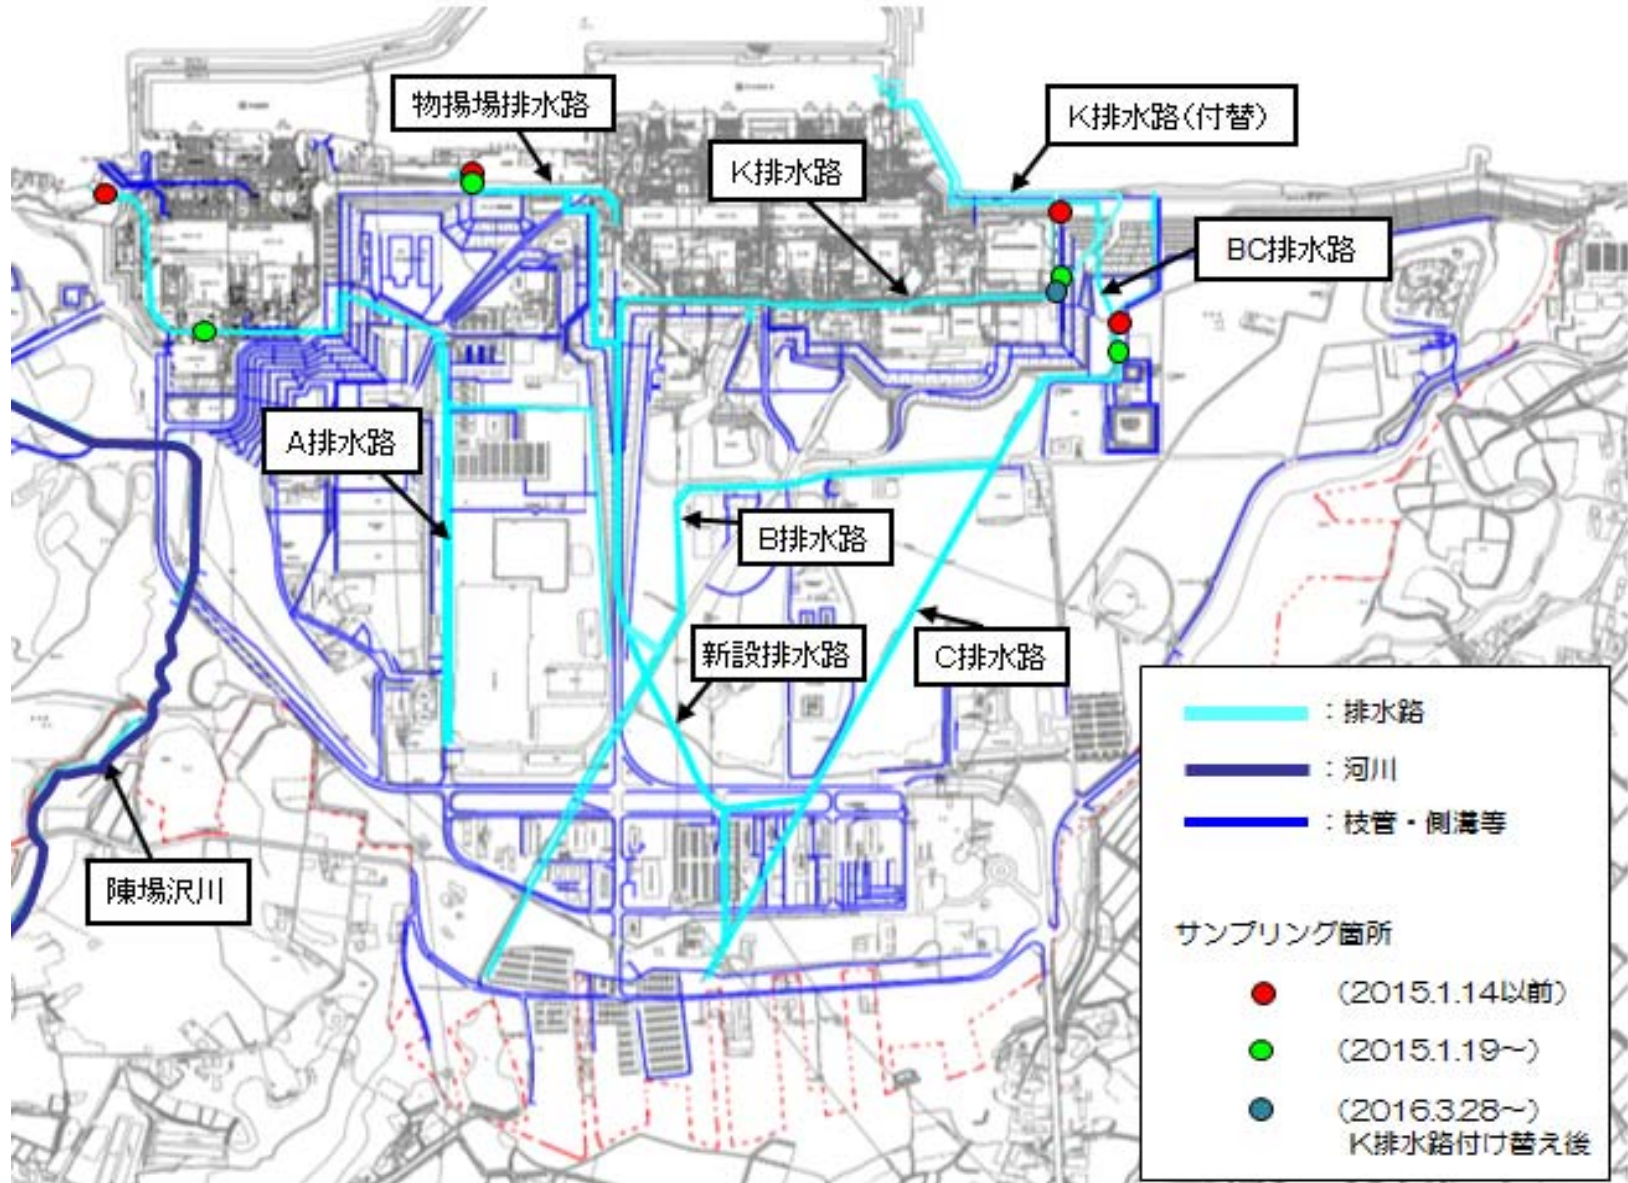 物揚場排水路
K排水路(付替)
K排水路
BC排水路
A排水路
B排水路
新設排水路
C排水路
陳場沢川
：排水路
：河川
：枝管・側溝等
サンプリング箇所
（2015.1.14以前）
（2015.1.19〜）
（2016.3.28〜）
K排水路付け替え後